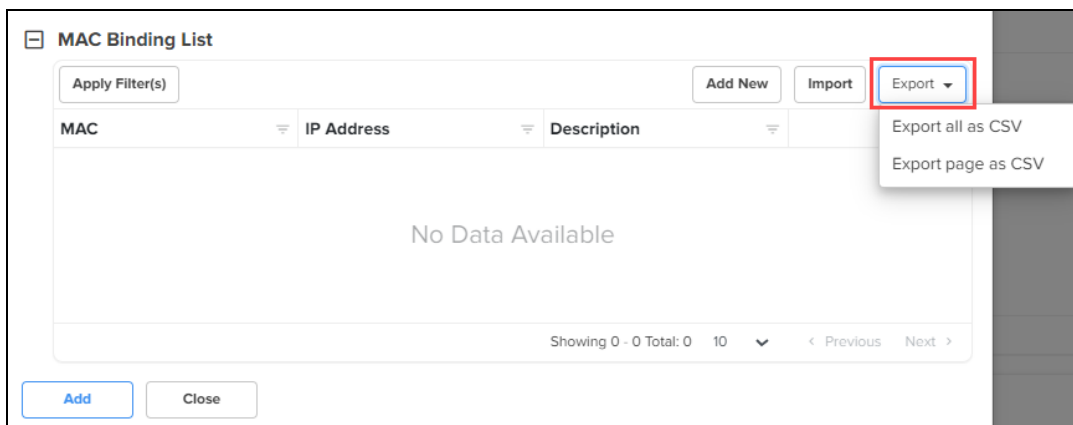 MAC Binding List
Apply Filter(s) Add New Import Export
MAC IP Address Description
Export all as CSV
Export page as CSV
No Data Available
Showing 0 - 0 Total: 0 10 < Previous Next >
Add Close